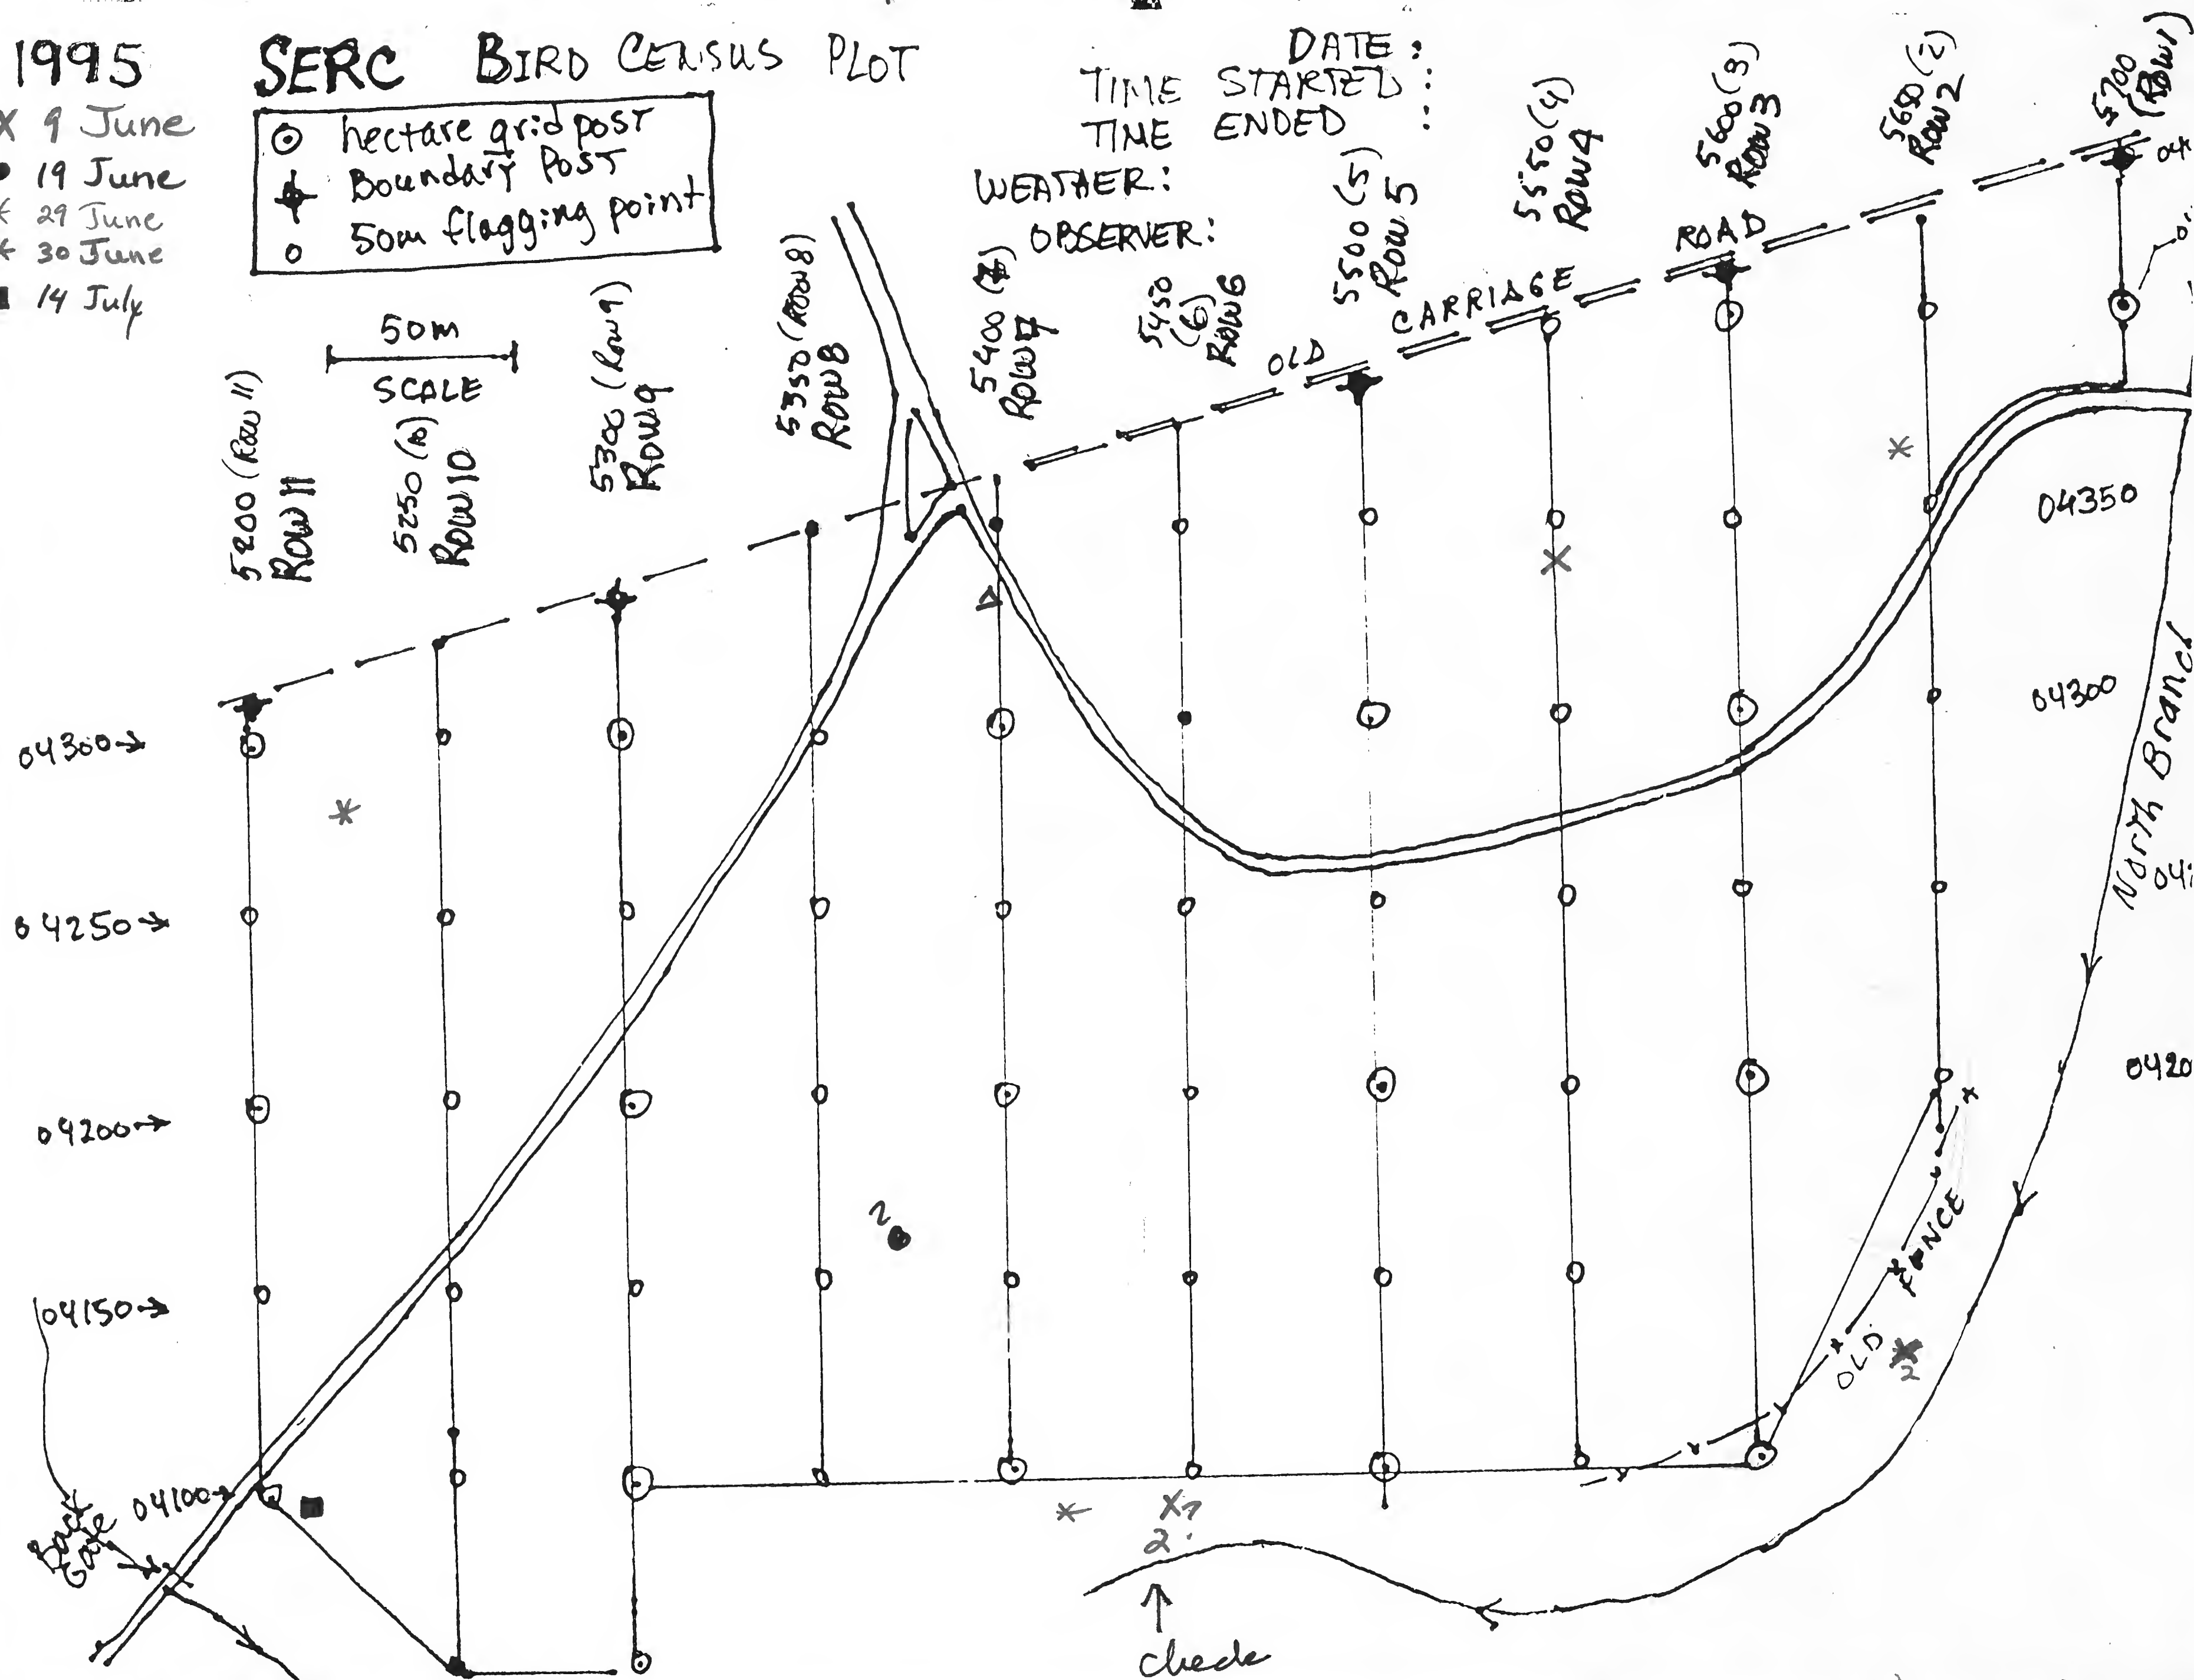 1995
SERC BIRD CENSUS PLOT
X 9 June
● 19 June
29 June
* 30 June
■ 14 July
hectare grid post
Boundary Post
50m flagging point
DATE:
TIME STARTED:
TIME ENDED:
WEATHER:
OBSERVER:
50m
SCALE
5200 (Row 11)
ROW 11
5250 (10)
ROW 10
5300 (Row 9)
ROW 9
5350 (ROW 8)
ROW 8
5400 (7)
ROW 7
5450
(6)
ROW 6
5500 (5)
ROW 5
5550 (4)
ROW 4
5600 (3)
ROW 3
5650 (2)
ROW 2
5700
(ROW 1)
OLD CARRIAGE ROAD
04350
04300
04300→
North Branch
04250→
0420
04200→
2
04150→
OLD FENCE
2
04100→
Back
Gate
X?
2
↑
check